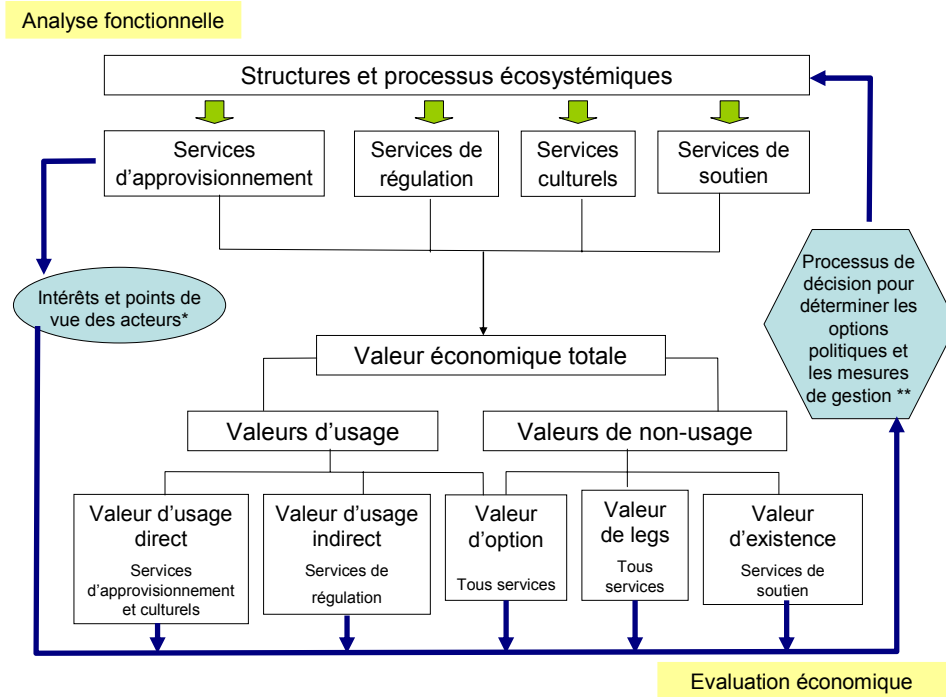 Analyse fonctionnelle
Structures et processus écosystémiques
Services
d’approvisionnement
Services de
régulation
Services
culturels
Services de
soutien
Intérêts et points de
vue des acteurs*
Processus de
décision pour
déterminer les
options
politiques et
les mesures
de gestion **
Valeur économique totale
Valeurs d’usage
Valeurs de non-usage
Valeur d’usage
direct
Services
d’approvisionnement
et culturels
Valeur d’usage
indirect
Services de
régulation
Valeur
d’option
Tous services
Valeur
de legs
Tous
services
Valeur
d’existence
Services de
soutien
Evaluation économique